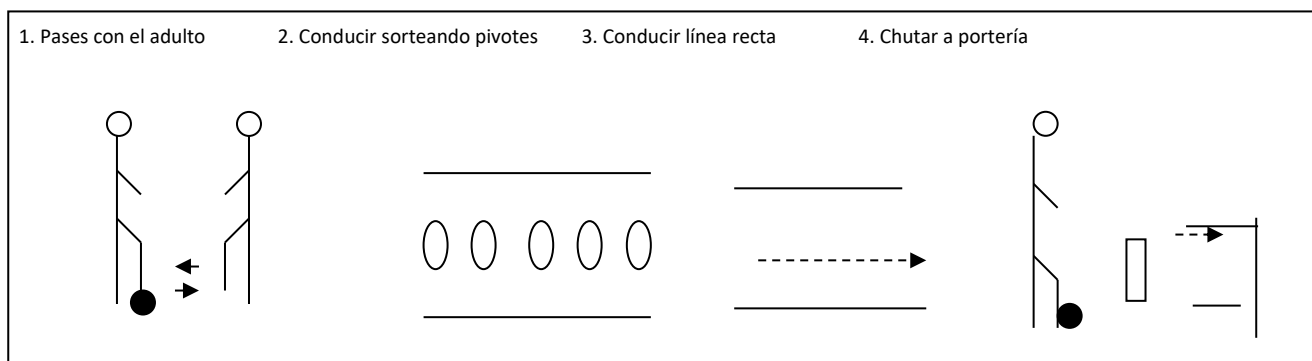 1. Pases con el adulto 2. Conducir sorteando pivotes 3. Conducir línea recta 4. Chutar a portería